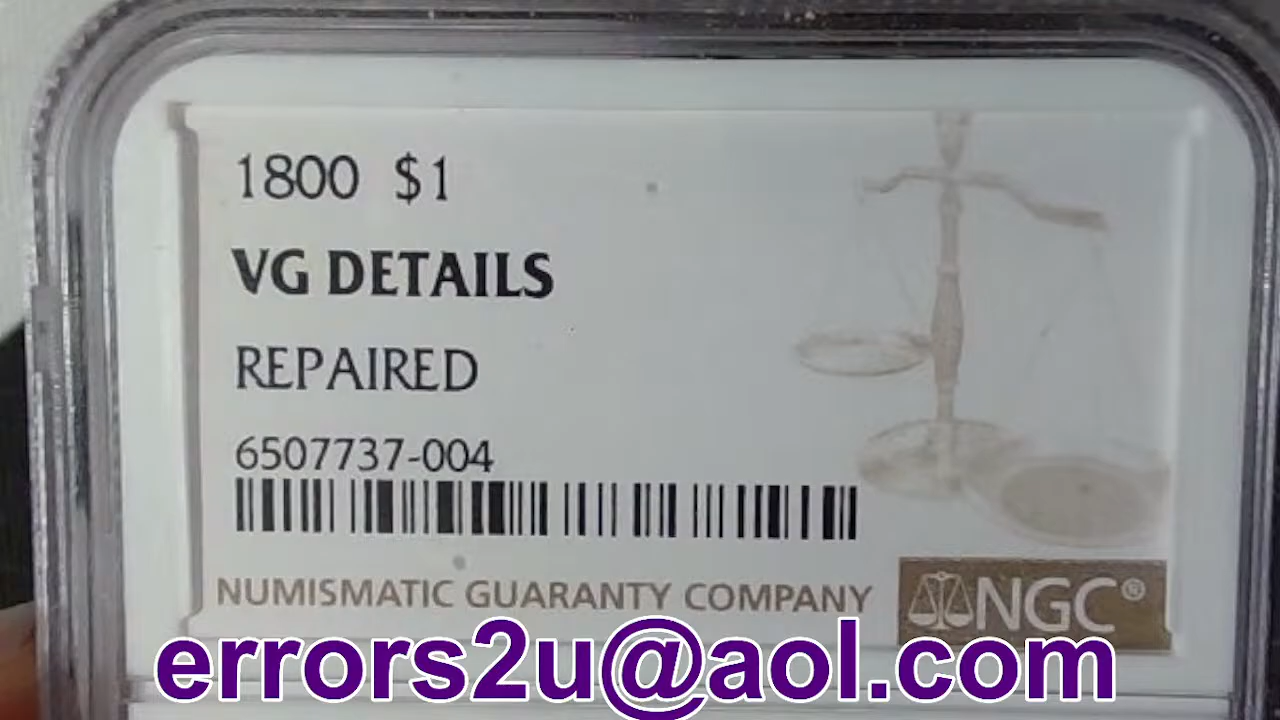 1800 $1
VG DETAILS
REPAIRED
6507737-004
NUMISMATIC GUARANTY COMPANY
NGC®
errors2u@aol.com